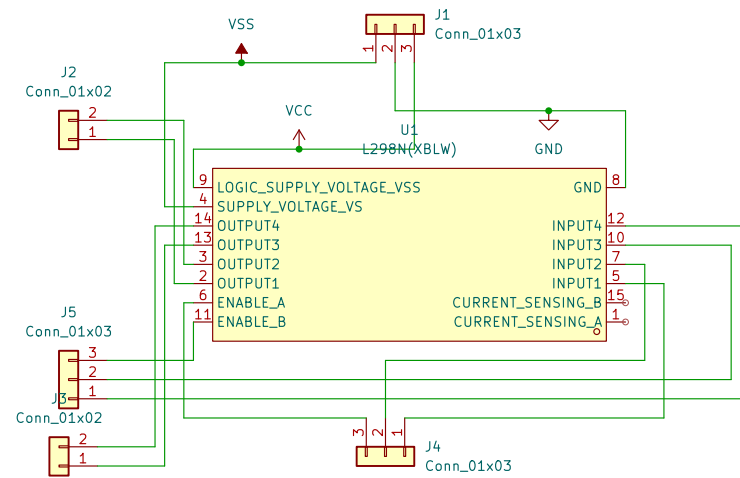 VSS
J1
Conn_01x03
1
2
3
J2
Conn_01x02
2
1
VCC
U1
L298N(XBLW)
GND
9
LOGIC_SUPPLY_VOLTAGE_VSS
GND
8
4
SUPPLY_VOLTAGE_VS
14
OUTPUT4
INPUT4
12
13
OUTPUT3
INPUT3
10
3
OUTPUT2
INPUT2
7
2
OUTPUT1
INPUT1
5
6
ENABLE_A
CURRENT_SENSING_B
15
11
ENABLE_B
CURRENT_SENSING_A
1
J5
Conn_01x03
3
2
1
J3
Conn_01x02
2
1
3
2
1
J4
Conn_01x03